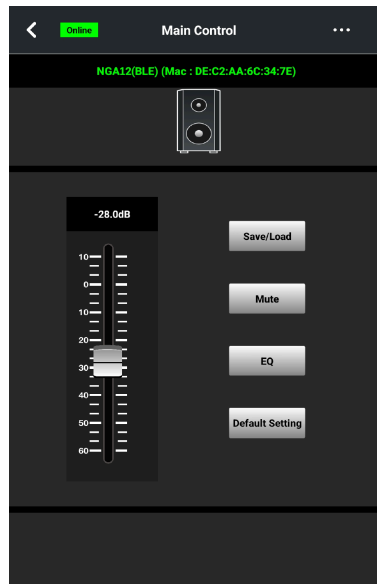 Online
Main Control
NGA12(BLE) (Mac : DE:C2:AA:6C:34:7E)
-28.0dB
10
0
10
20
30
40
50
60
Save/Load
Mute
EQ
Default Setting